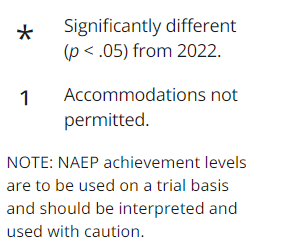 * Significantly different
(p < .05) from 2022.
1 Accommodations not
permitted.
NOTE: NAEP achievement levels
are to be used on a trial basis
and should be interpreted and
used with caution.